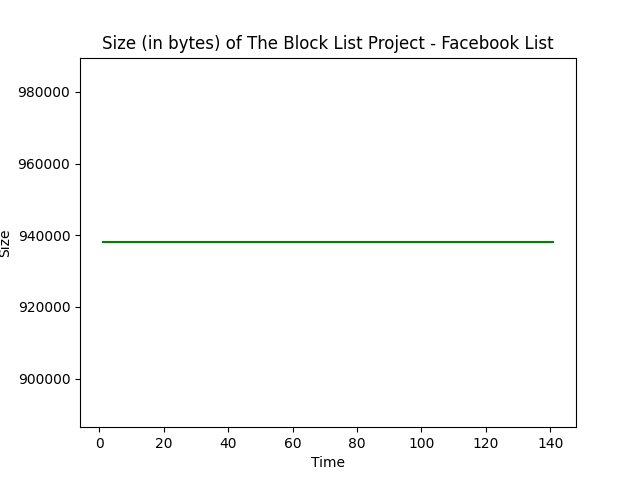 Size (in bytes) of The Block List Project - Facebook List
980000
960000
940000
920000
900000
Size
0 20 40 60 80 100 120 140
Time